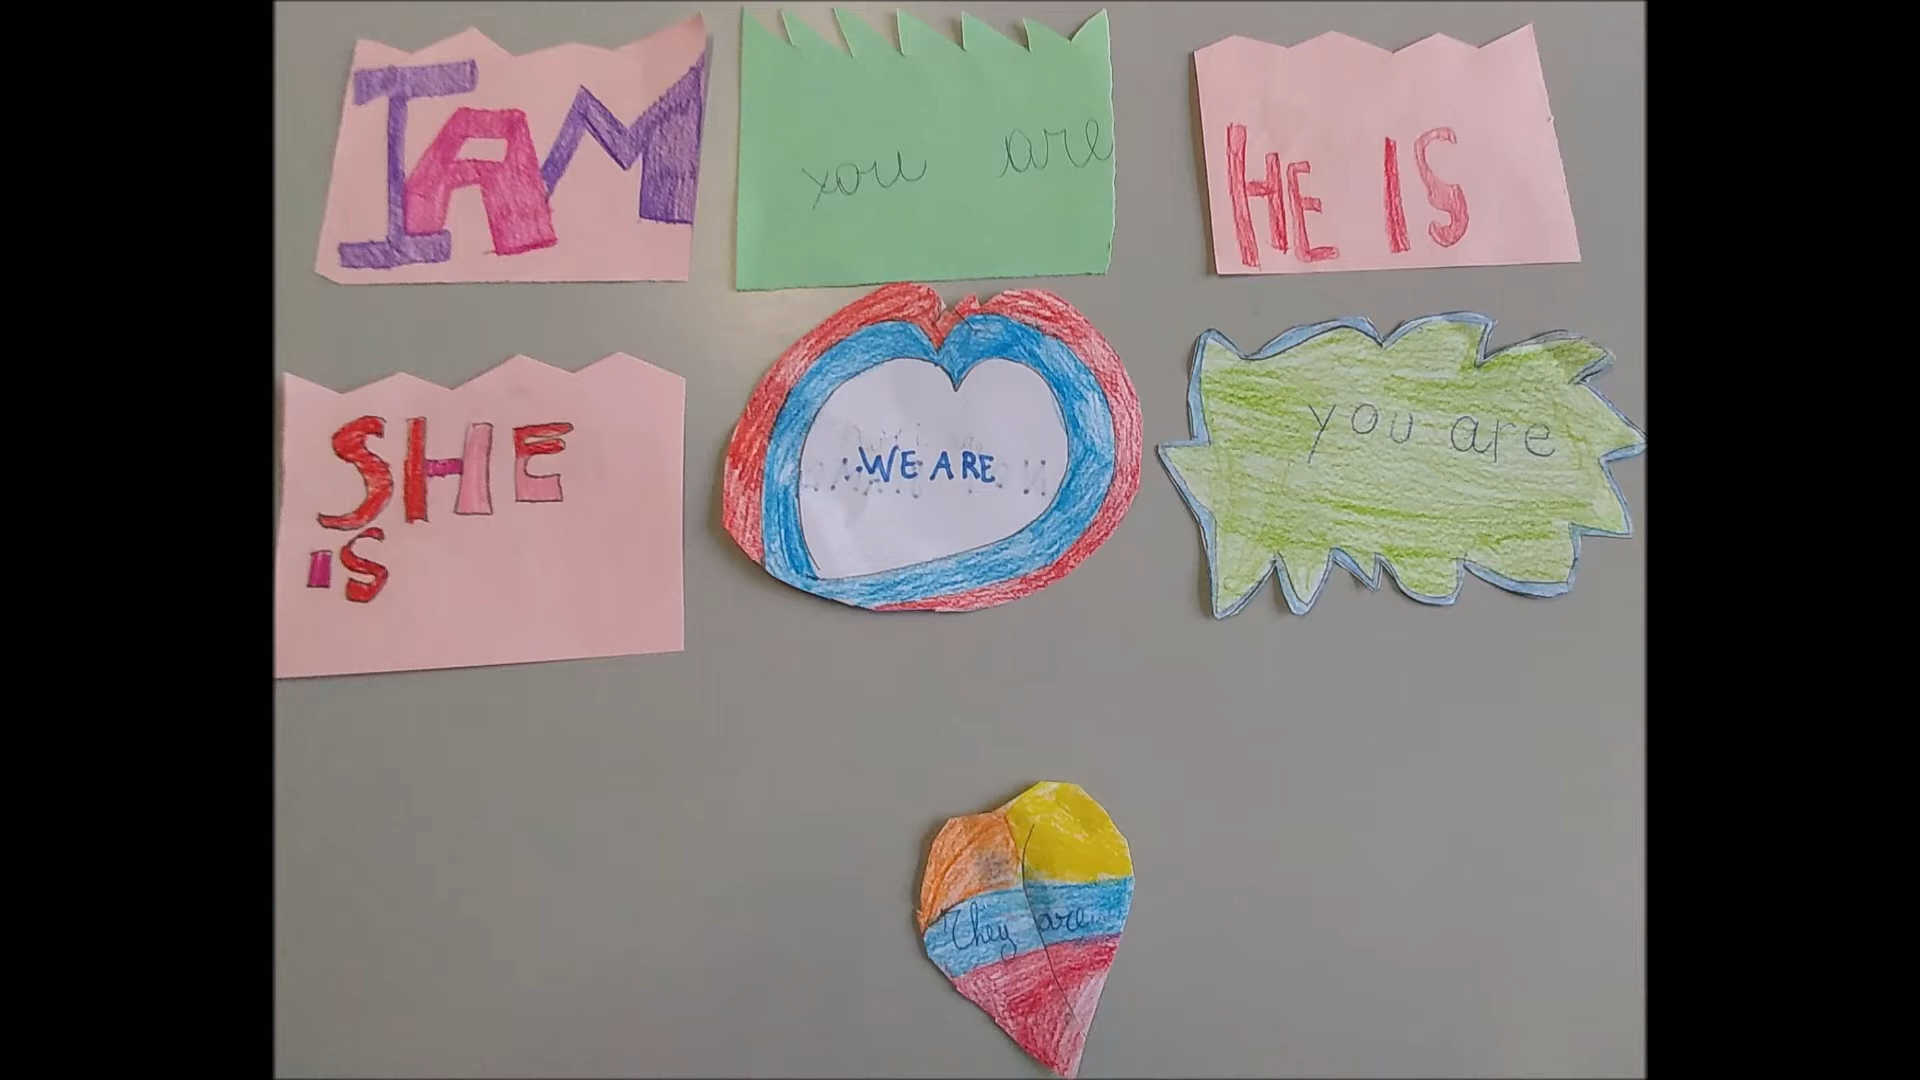 I AM
you are
HE IS
SHE
IS
WE ARE
you are
They are